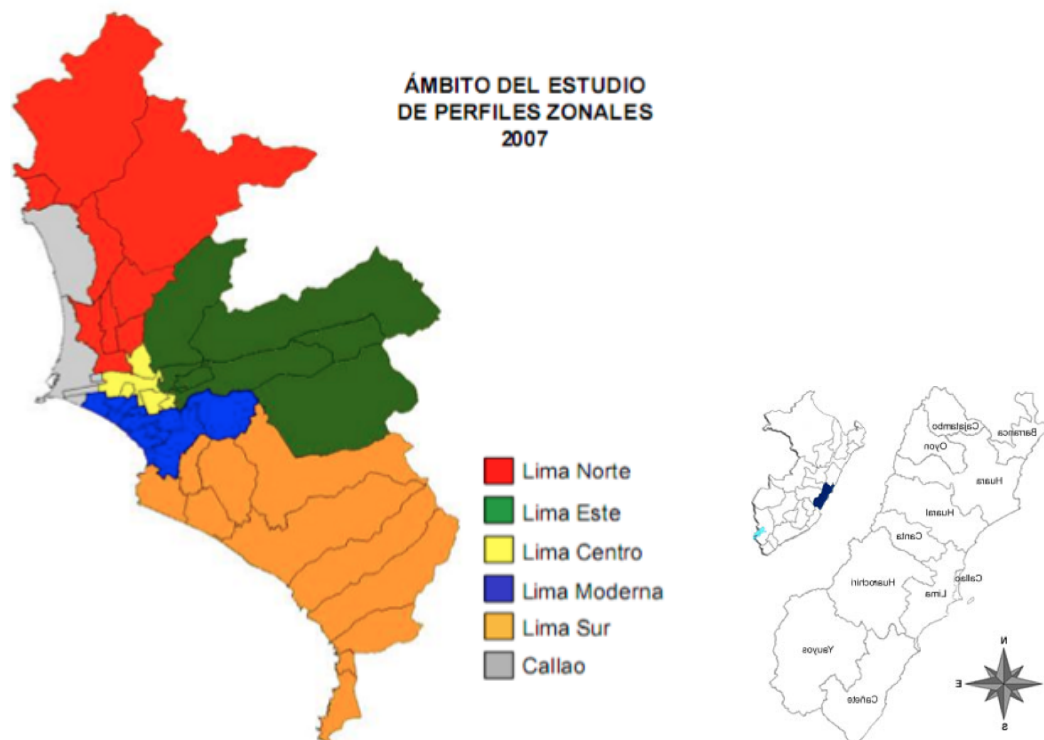 ÁMBITO DEL ESTUDIO
DE PERFILES ZONALES
2007
Lima Norte
Lima Este
Lima Centro
Lima Moderna
Lima Sur
Callao
Cajatambo
Barranca
Oyon
Huara
Huaral
Canta
Callao
Huarochiri
Lima
Yauyos
Cañete
N
E
S